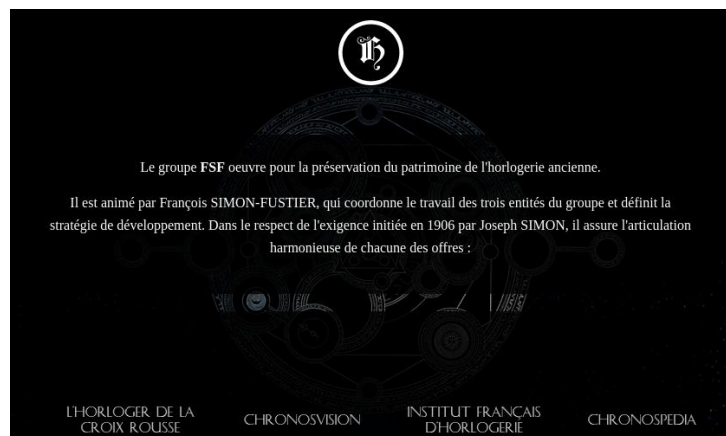 Le groupe FSF oeuvre pour la préservation du patrimoine de l'horlogerie ancienne.
Il est animé par François SIMON-FUSTIER, qui coordonne le travail des trois entités du groupe et définit la
stratégie de développement. Dans le respect de l'exigence initiée en 1906 par Joseph SIMON, il assure l'articulation
harmonieuse de chacune des offres :
L'HORLOGER DE LA
CROIX ROUSSE
CHRONOSVISION
INSTITUT FRANÇAIS
D'HORLOGERIE
CHRONOSPEDIA